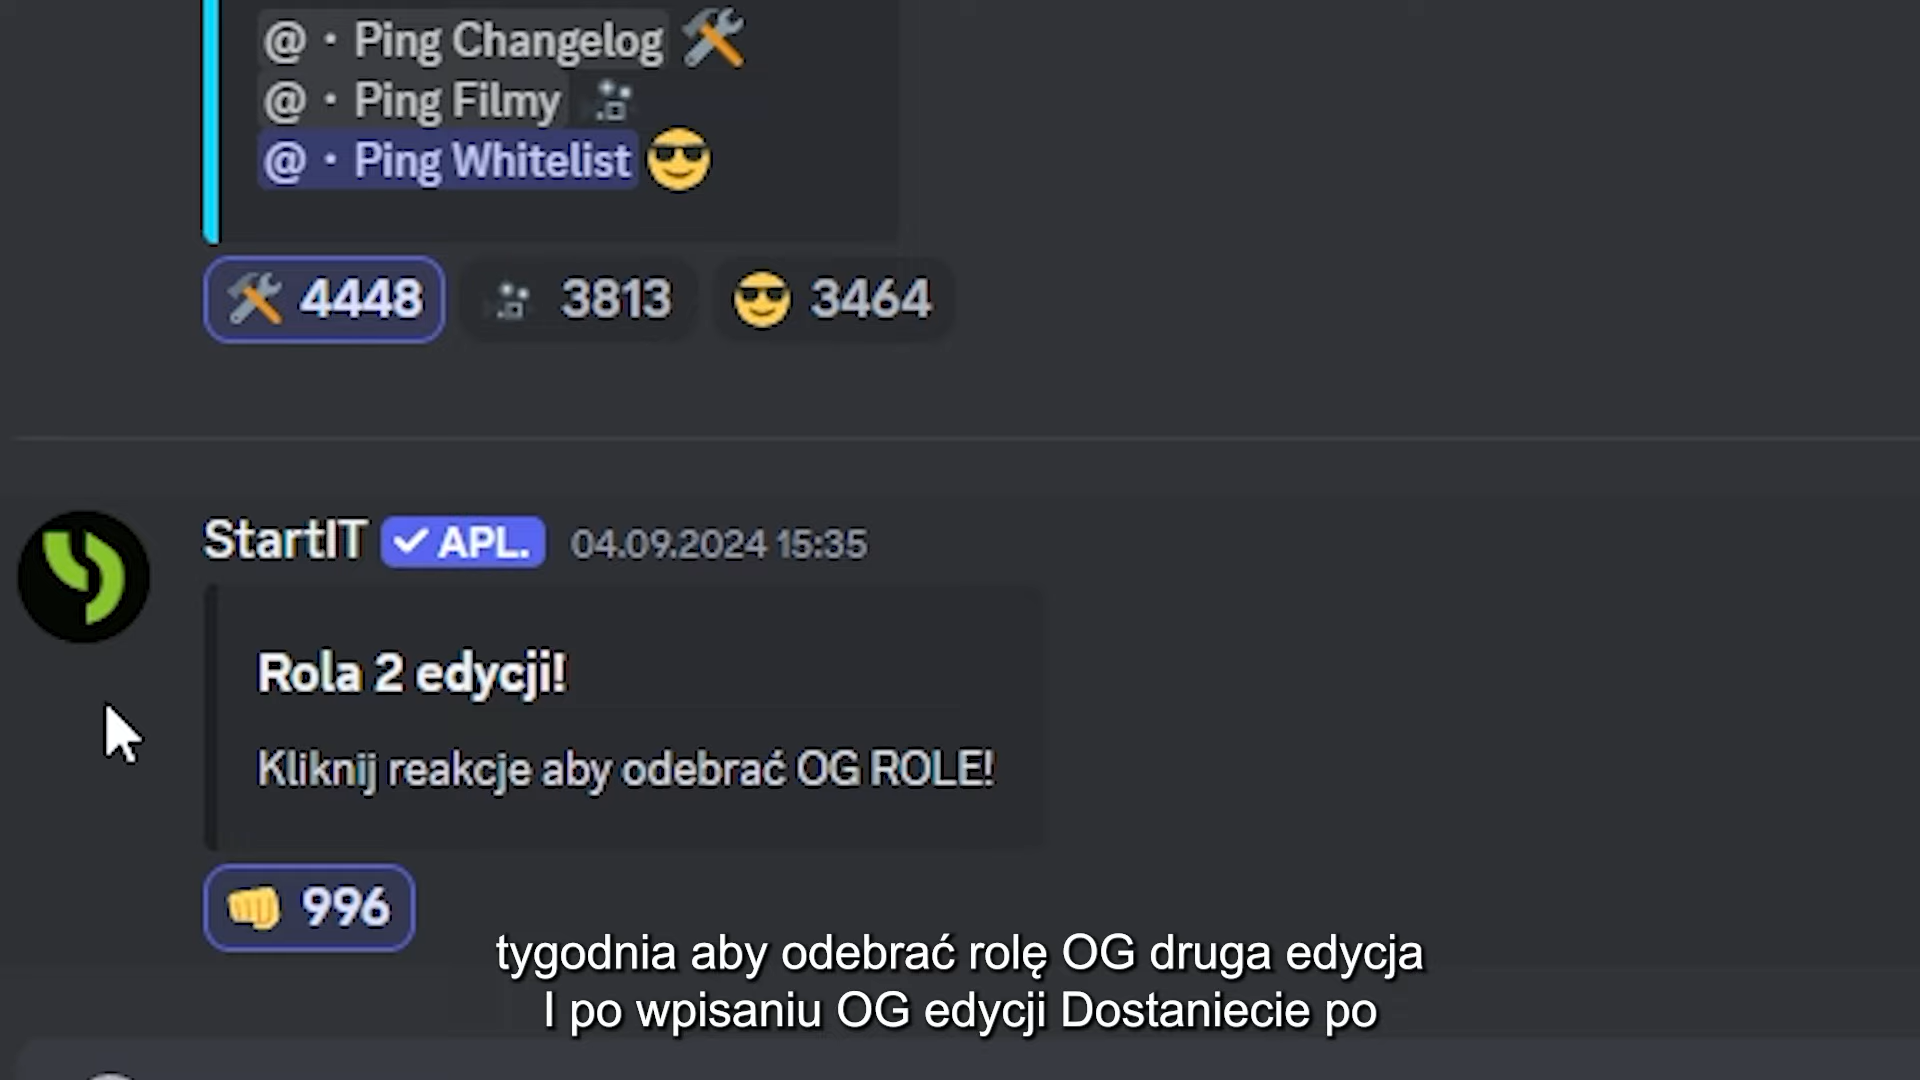 @・Ping Changelog
@・Ping Filmy
@・Ping Whitelist
4448 3813 3464
StartIT ✓ APL. 04.09.2024 15:35
Rola 2 edycji!
Kliknij reakcje aby odebrać OG ROLE!
996
tygodnia aby odebrać rolę OG druga edycja
I po wpisaniu OG edycji Dostaniecie po